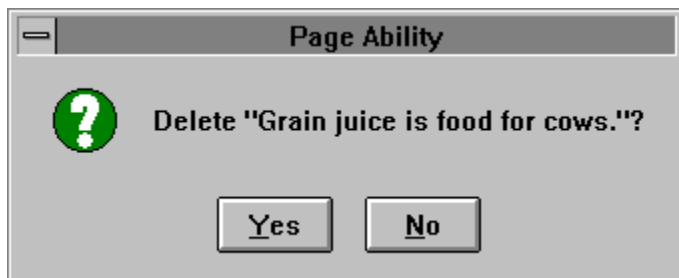 Page Ability
Delete "Grain juice is food for cows."?
Yes
No